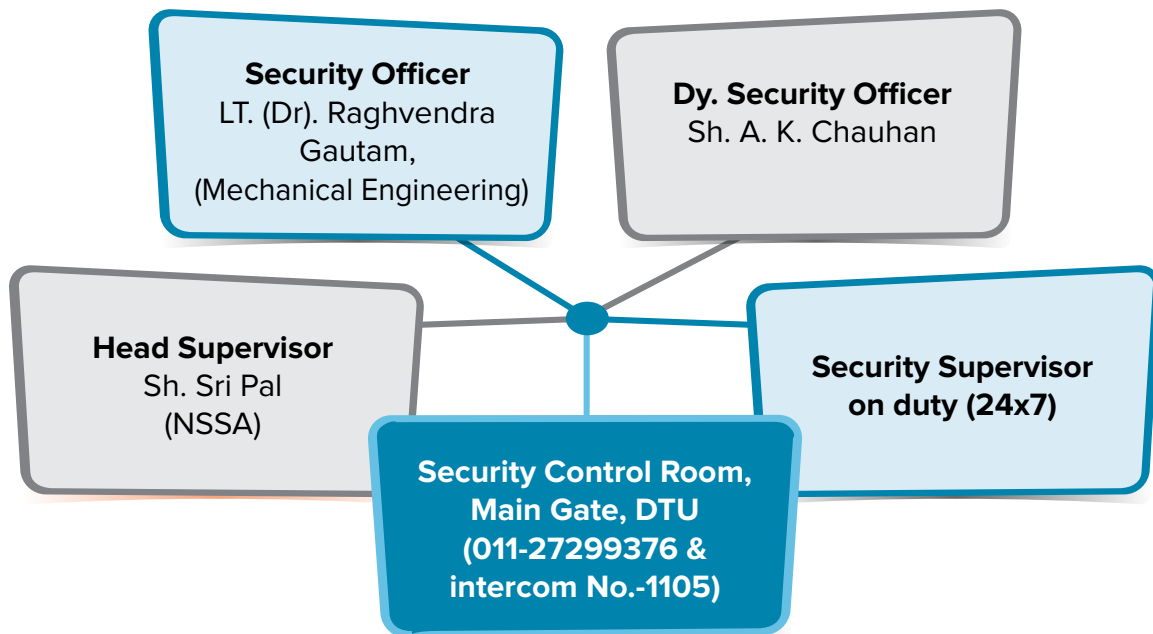 Security Officer
LT. (Dr). Raghvendra
Gautam,
(Mechanical Engineering)
Dy. Security Officer
Sh. A. K. Chauhan
Head Supervisor
Sh. Sri Pal
(NSSA)
Security Supervisor
on duty (24x7)
Security Control Room,
Main Gate, DTU
(011-27299376 &
intercom No.-1105)